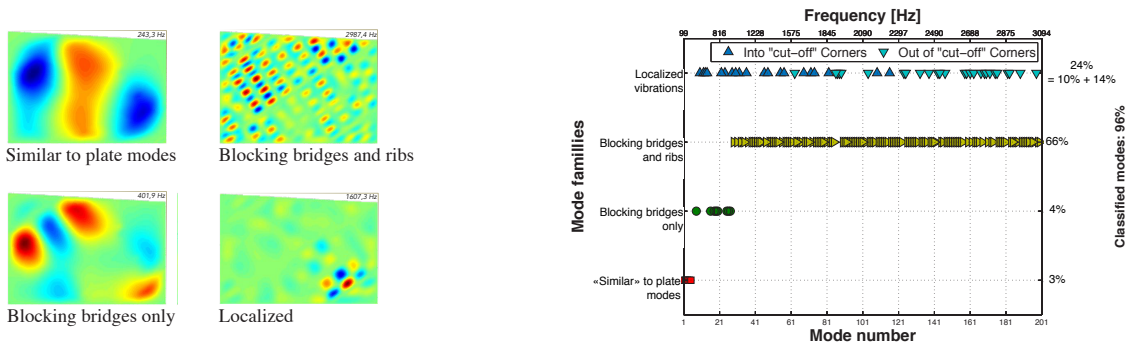 243,3 Hz
2987,4 Hz
Similar to plate modes
Blocking bridges and ribs
401,9 Hz
1607,3 Hz
Blocking bridges only
Localized
Frequency [Hz]
99 816 1228 1578 1845 2090 2297 2490 2688 2875 3094
Into "cut-off" Corners
Out of "cut-off" Corners
Mode famillies
Localized
vibrations
Blocking bridges
and ribs
Blocking bridges
only
«Similar» to plate
modes
24%
= 10% + 14%
66%
4%
3%
Classified modes: 96%
1 21 41 61 81 101 121 141 161 181 201
Mode number